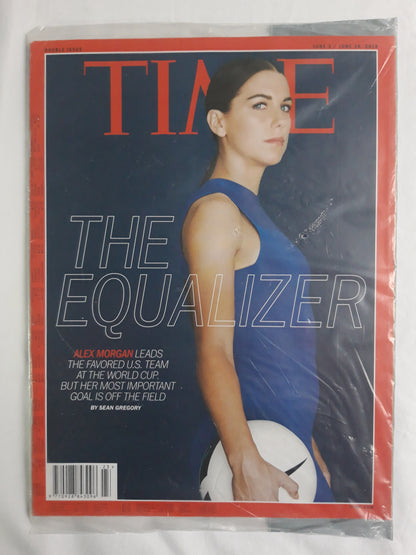 DOUBLE ISSUE
TIME
THE
EQUALIZER
ALEX MORGAN LEADS
THE FAVORED U.S. TEAM
AT THE WORLD CUP.
BUT HER MOST IMPORTANT
GOAL IS OFF THE FIELD
BY SEAN GREGORY